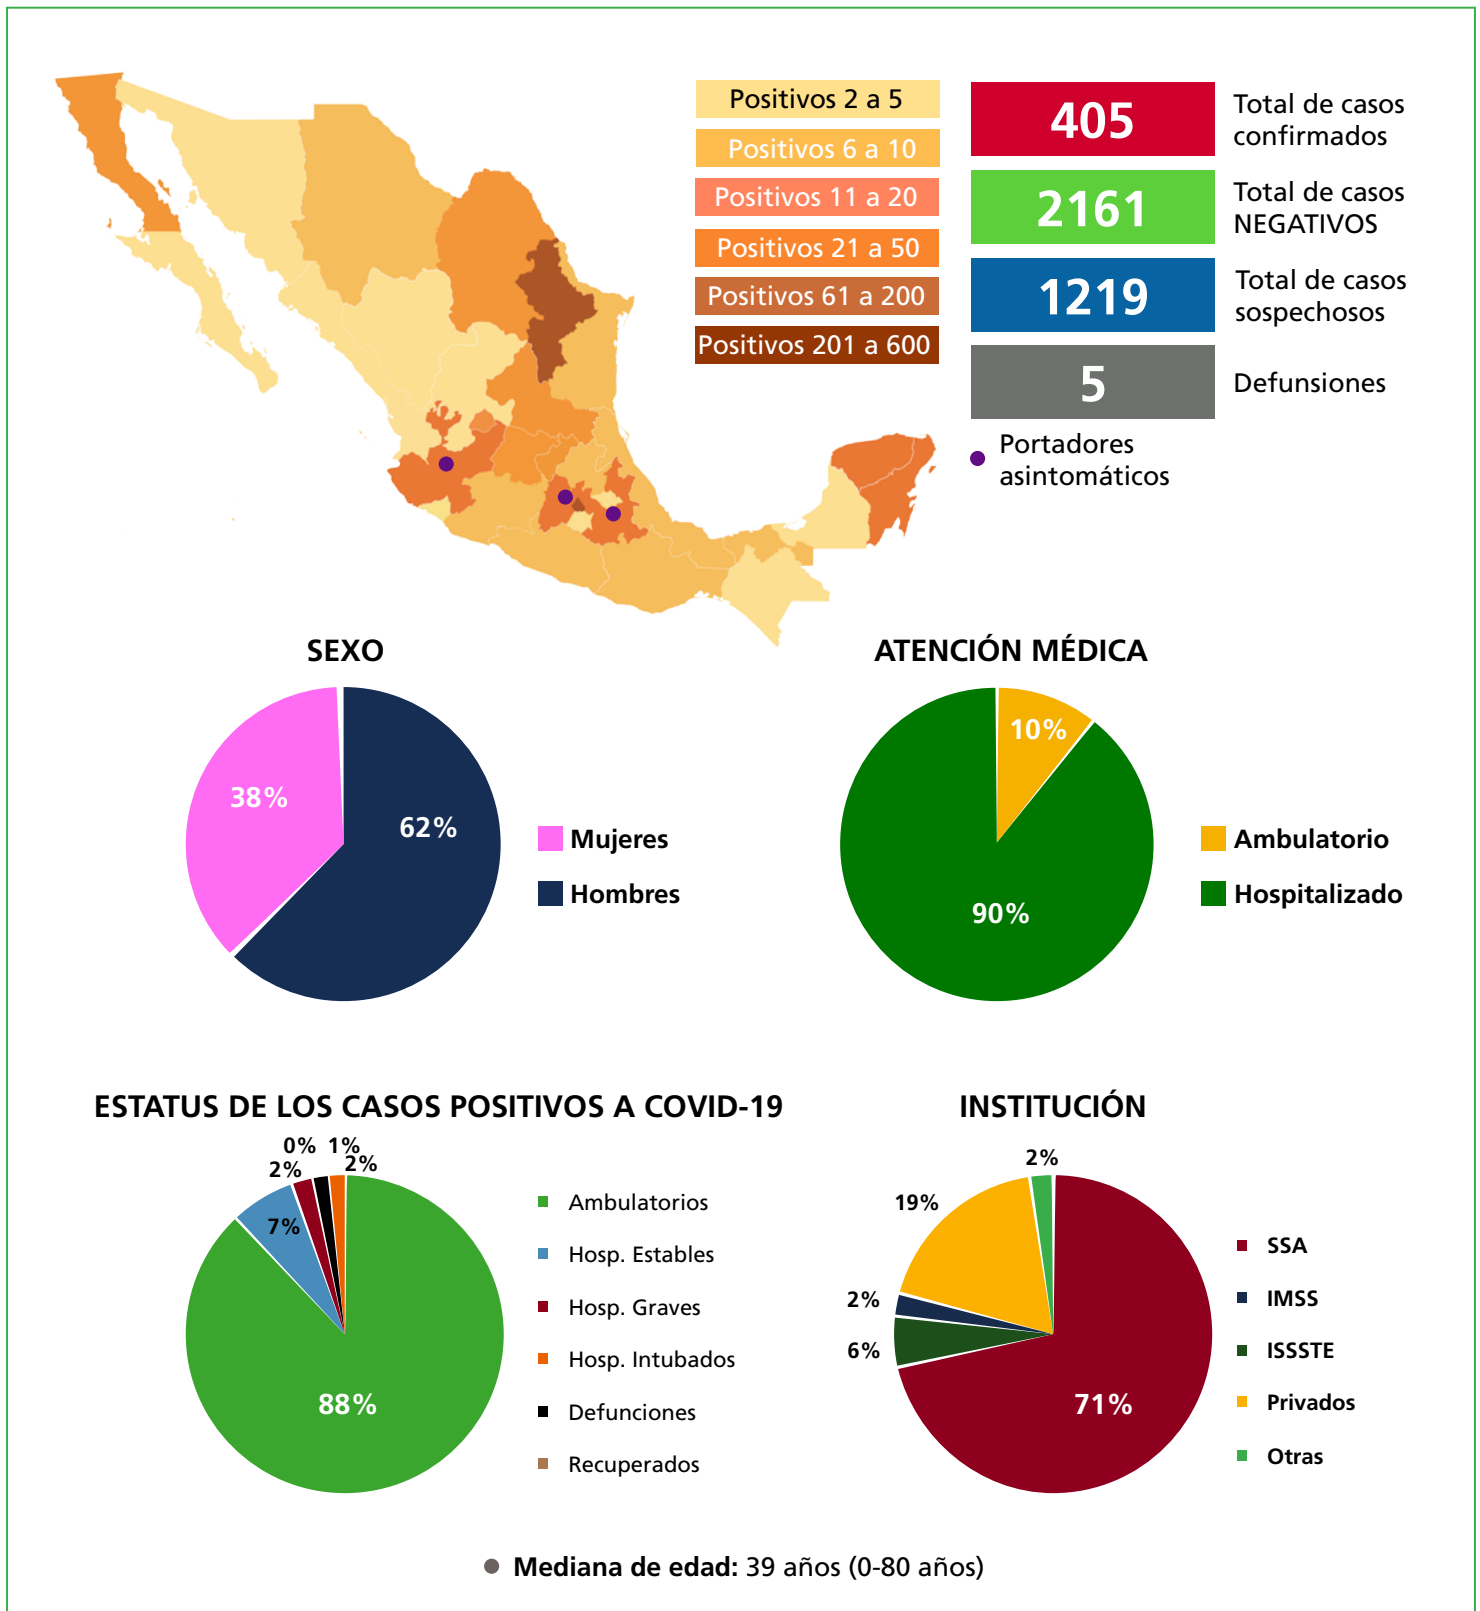 Positivos 2 a 5
Positivos 6 a 10
Positivos 11 a 20
Positivos 21 a 50
Positivos 61 a 200
Positivos 201 a 600
405
Total de casos
confirmados
2161
Total de casos
NEGATIVOS
1219
Total de casos
sospechosos
5
Defunsiones
Portadores
asintomáticos
SEXO
38%
62%
Mujeres
Hombres
ATENCIÓN MÉDICA
10%
90%
Ambulatorio
Hospitalizado
ESTATUS DE LOS CASOS POSITIVOS A COVID-19
0% 1%
2% 2%
7%
88%
Ambulatorios
Hosp. Estables
Hosp. Graves
Hosp. Intubados
Defunciones
Recuperados
INSTITUCIÓN
2%
19%
2%
6%
71%
SSA
IMSS
ISSSTE
Privados
Otras
Mediana de edad: 39 años (0-80 años)